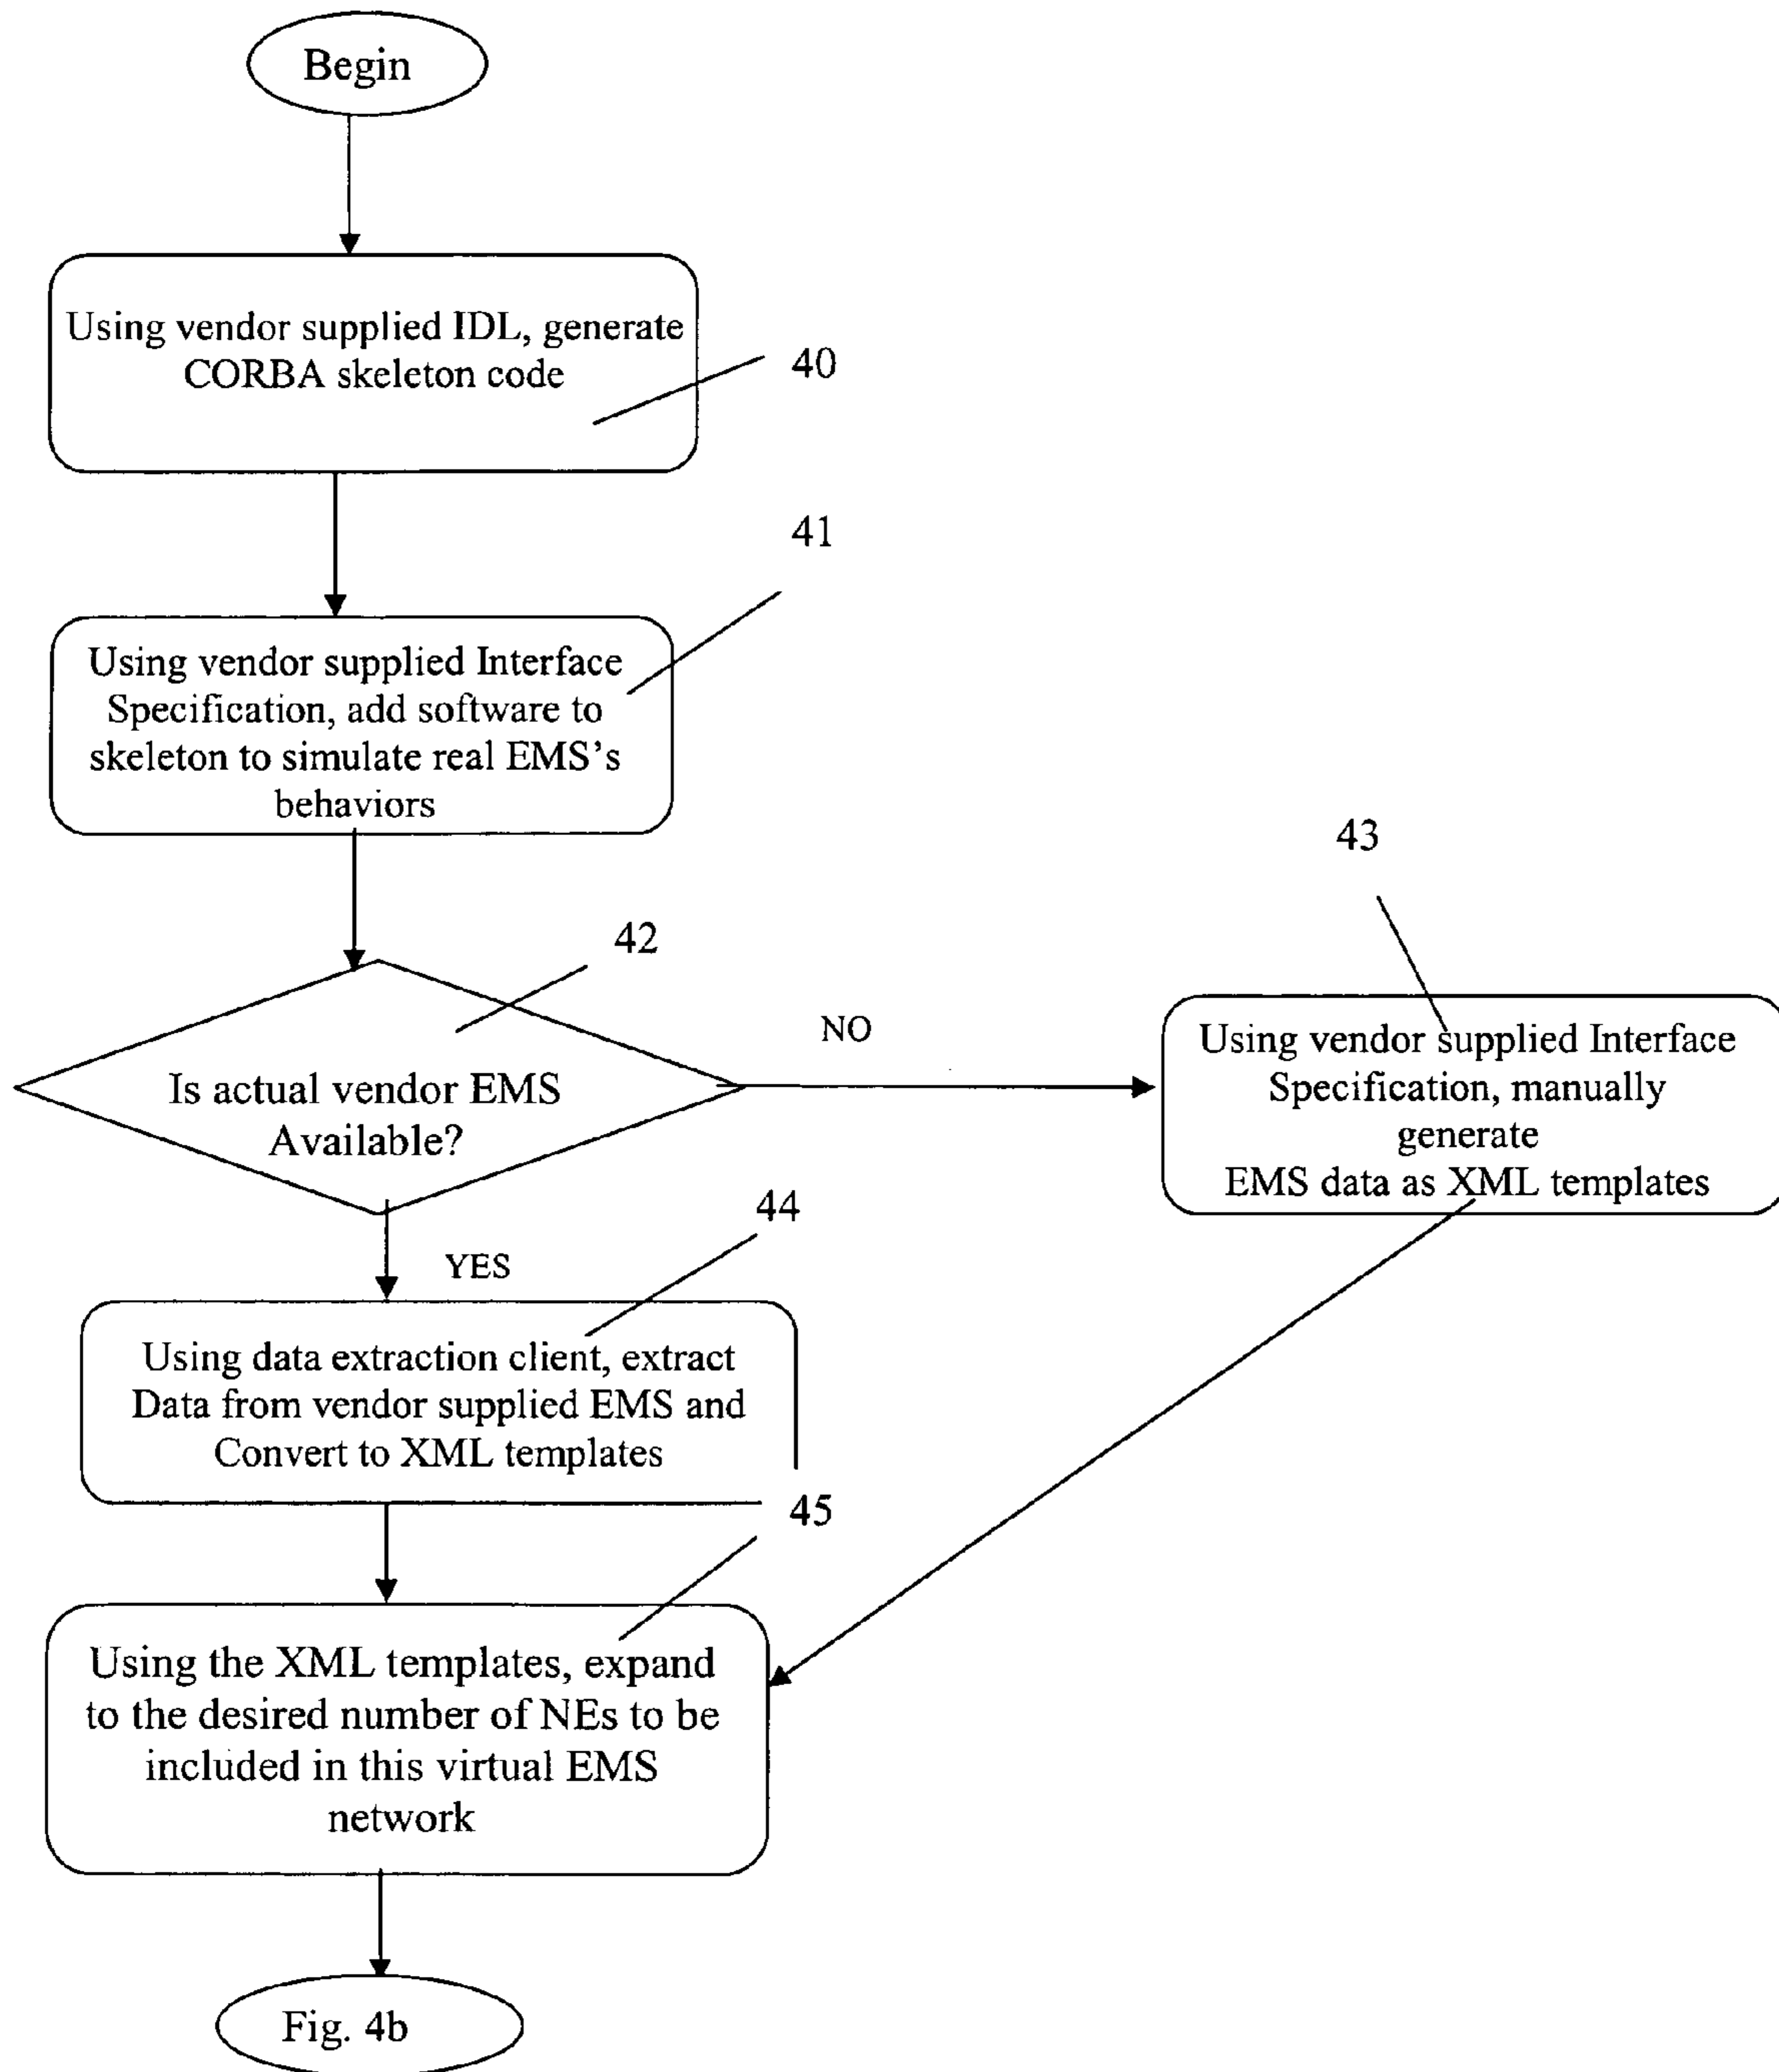 Begin
Using vendor supplied IDL, generate
CORBA skeleton code
40
41
Using vendor supplied Interface
Specification, add software to
skeleton to simulate real EMS's
behaviors
42
Is actual vendor EMS
Available?
NO
43
Using vendor supplied Interface
Specification, manually
generate
EMS data as XML templates
YES
44
Using data extraction client, extract
Data from vendor supplied EMS and
Convert to XML templates
45
Using the XML templates, expand
to the desired number of NEs to be
included in this virtual EMS
network
Fig. 4b